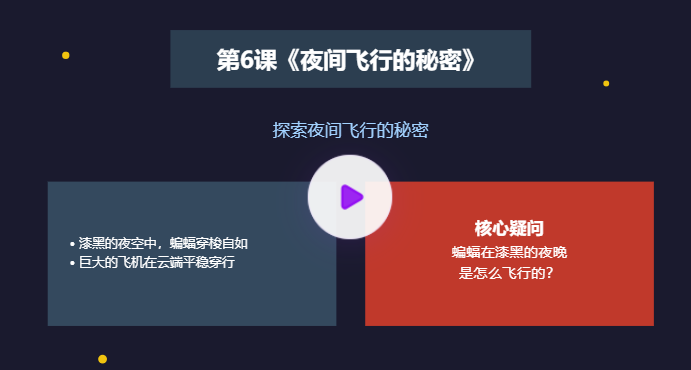 第6课《夜间飞行的秘密》
探索夜间飞行的秘密
• 漆黑的夜空中，蝙蝠穿梭自如
• 巨大的飞机在云端平稳穿行
核心疑问
蝙蝠在漆黑的夜晚
是怎么飞行的？